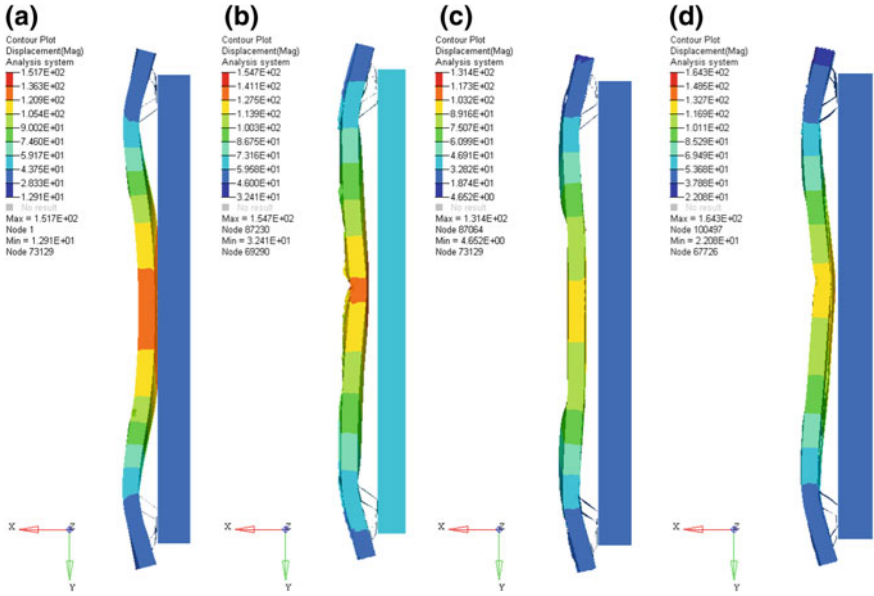 (a)
Contour Plot
Displacement(Mag)
Analysis system
1.517E+02
1.363E+02
1.209E+02
1.054E+02
9.002E+01
7.460E+01
5.917E+01
4.375E+01
2.833E+01
1.291E+01
No result
Max = 1.517E+02
Node 1
Min = 1.291E+01
Node 73129
X
Z
Y
(b)
Contour Plot
Displacement(Mag)
Analysis system
1.547E+02
1.411E+02
1.275E+02
1.139E+02
1.003E+02
8.675E+01
7.316E+01
5.958E+01
4.600E+01
3.241E+01
No result
Max = 1.547E+02
Node 87230
Min = 3.241E+01
Node 69290
X
Z
Y
(c)
Contour Plot
Displacement(Mag)
Analysis system
1.314E+02
1.173E+02
1.032E+02
8.916E+01
7.507E+01
6.099E+01
4.691E+01
3.282E+01
1.874E+01
4.652E+00
No result
Max = 1.314E+02
Node 87064
Min = 4.652E+00
Node 73129
X
Z
Y
(d)
Contour Plot
Displacement(Mag)
Analysis system
1.643E+02
1.485E+02
1.327E+02
1.169E+02
1.011E+02
8.529E+01
6.949E+01
5.368E+01
3.788E+01
2.208E+01
No result
Max = 1.643E+02
Node 100497
Min = 2.208E+01
Node 67726
X
Z
Y